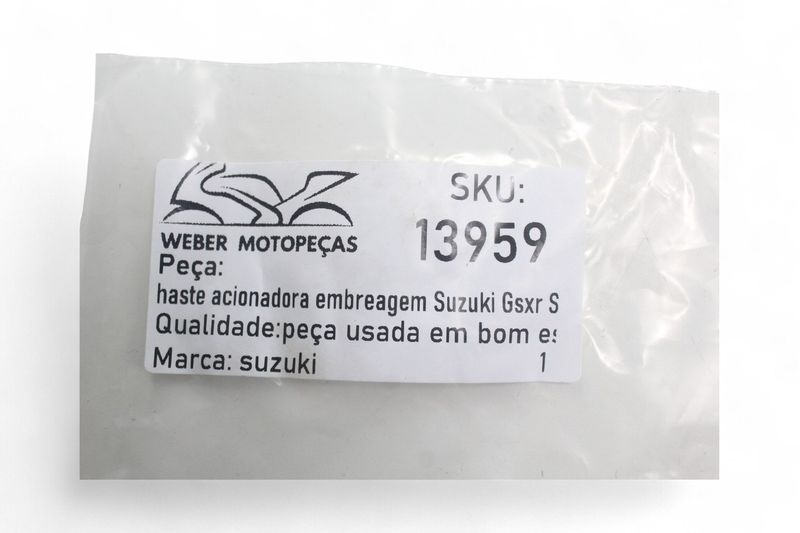 SKU:
13959
WEBER MOTOPEÇAS
Peça:
haste acionadora embreagem Suzuki Gsxr S
Qualidade:peça usada em bom es
Marca: suzuki 1